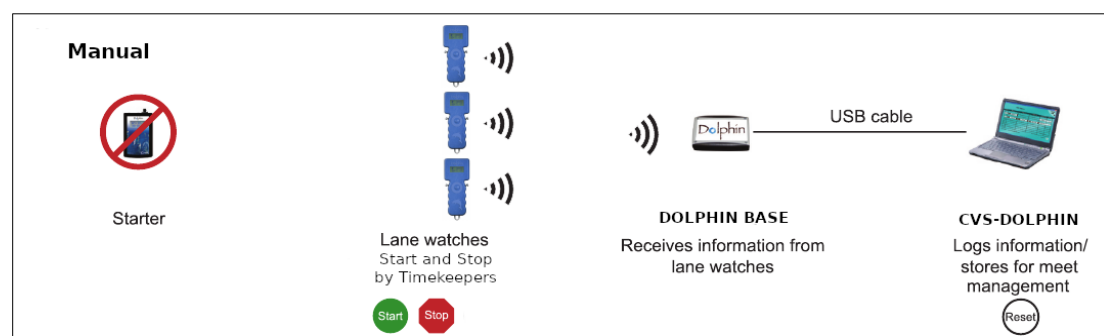 Manual
Dolphin
USB cable
Starter
Lane watches
Start and Stop
by Timekeepers
Start
Stop
DOLPHIN BASE
Receives information from
lane watches
CVS-DOLPHIN
Logs information/
stores for meet
management
Reset